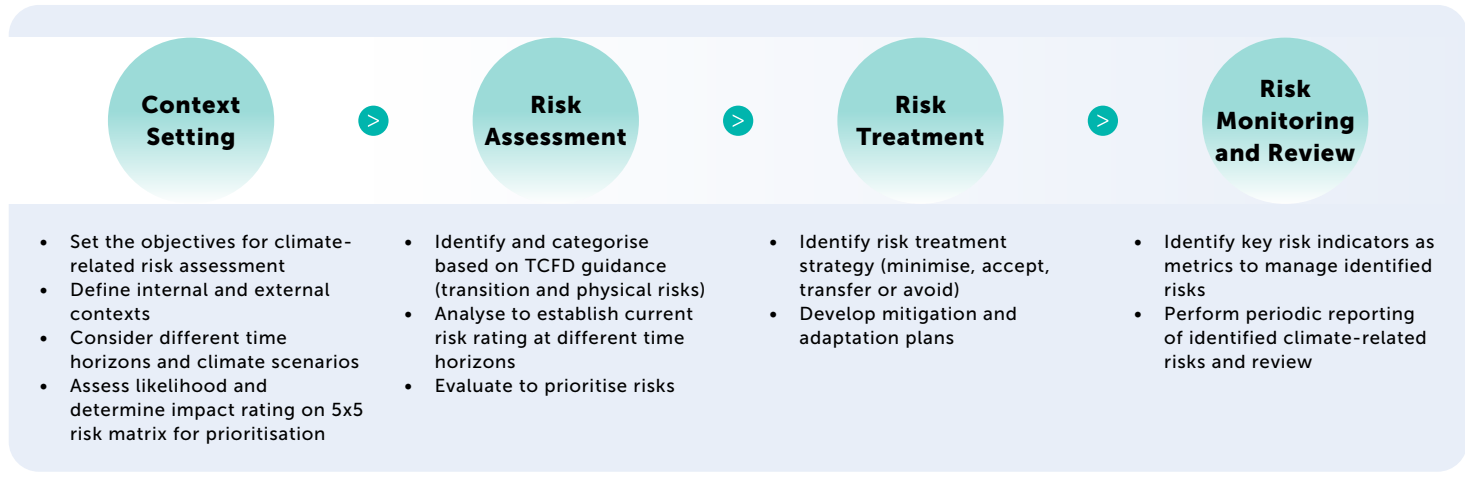 Context
Setting
>
Risk
Assessment
>
Risk
Treatment
>
Risk
Monitoring
and Review
• Set the objectives for climate-
related risk assessment
• Define internal and external
contexts
• Consider different time
horizons and climate scenarios
• Assess likelihood and
determine impact rating on 5x5
risk matrix for prioritisation
• Identify and categorise
based on TCFD guidance
(transition and physical risks)
• Analyse to establish current
risk rating at different time
horizons
• Evaluate to prioritise risks
• Identify risk treatment
strategy (minimise, accept,
transfer or avoid)
• Develop mitigation and
adaptation plans
• Identify key risk indicators as
metrics to manage identified
risks
• Perform periodic reporting
of identified climate-related
risks and review